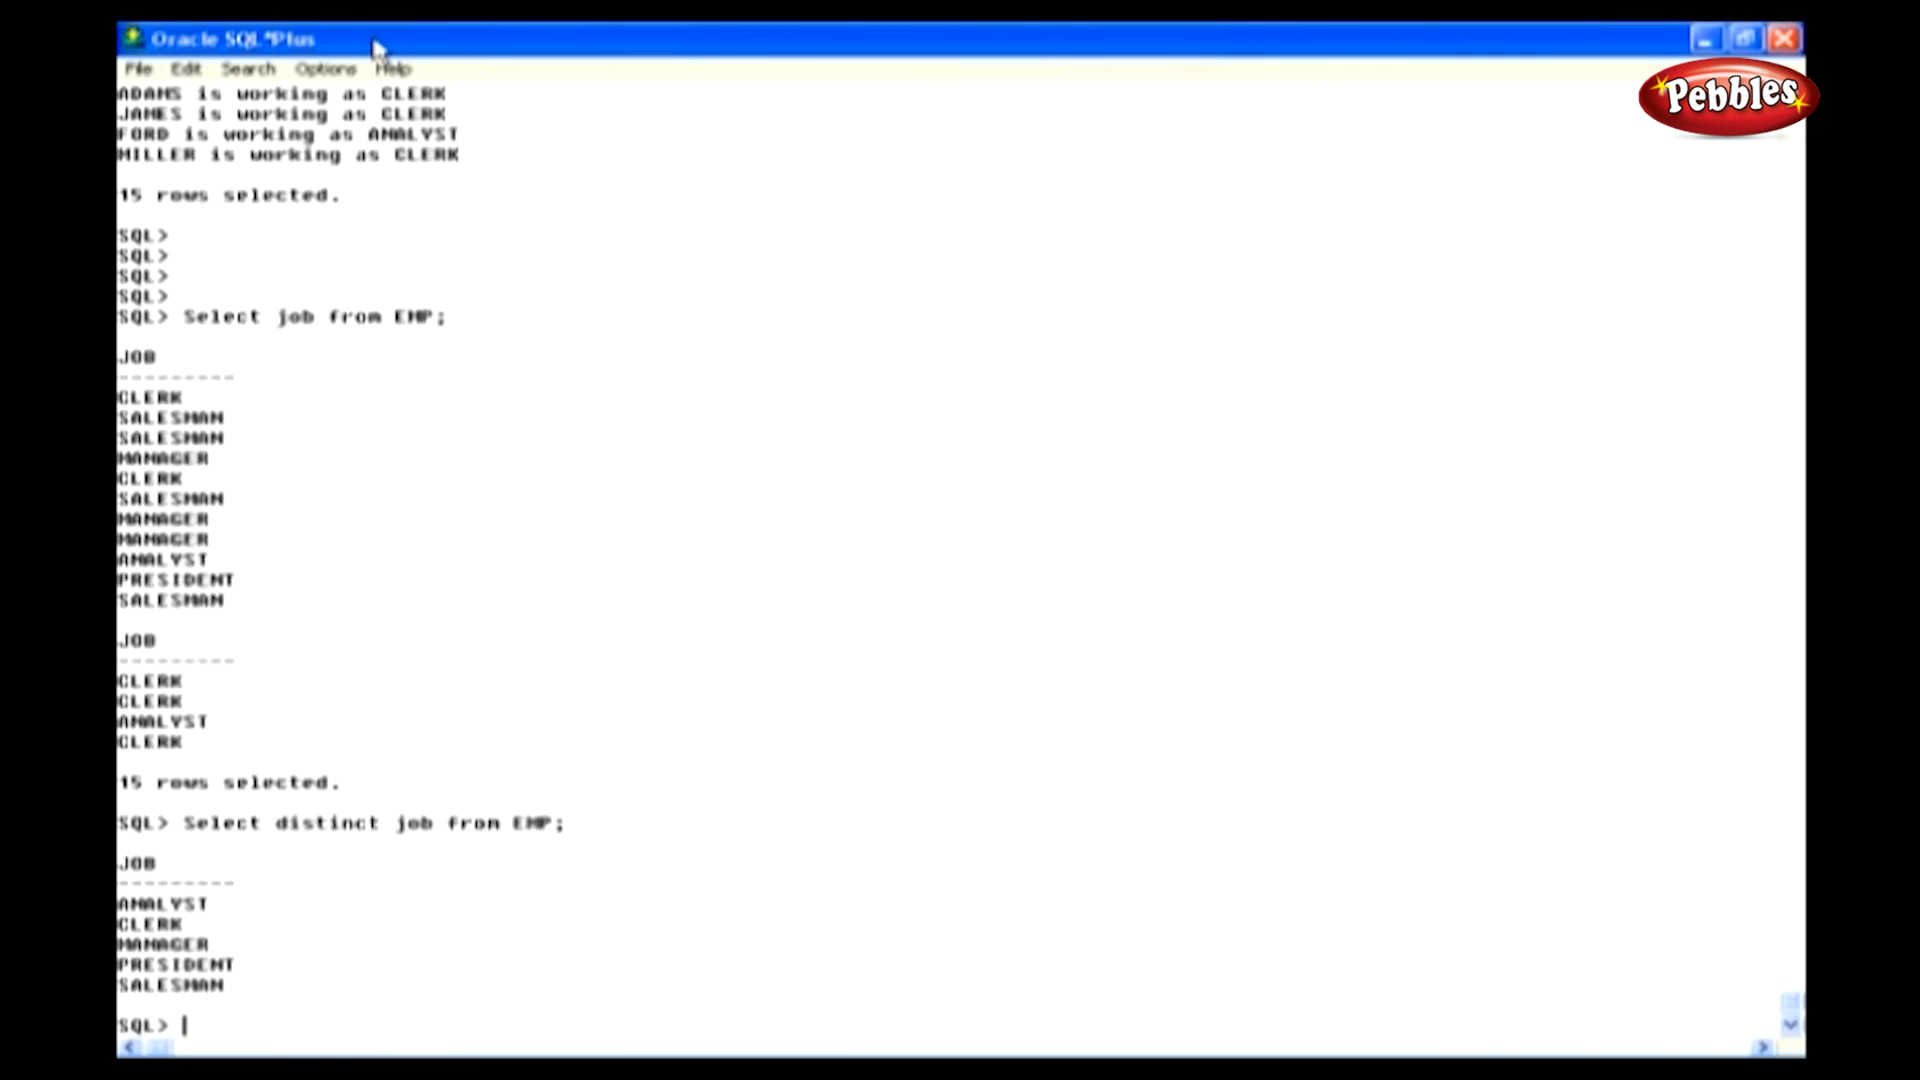 Oracle SQL*Plus
File Edit Search Options Help
Pebbles
ADAMS is working as CLERK
JAMES is working as CLERK
FORD is working as ANALYST
MILLER is working as CLERK
15 rows selected.
SQL>
SQL>
SQL>
SQL>
SQL> Select job from EMP;
JOB
---------
CLERK
SALESMAN
SALESMAN
MANAGER
CLERK
SALESMAN
MANAGER
MANAGER
ANALYST
PRESIDENT
SALESMAN
JOB
---------
CLERK
CLERK
ANALYST
CLERK
15 rows selected.
SQL> Select distinct job from EMP;
JOB
---------
ANALYST
CLERK
MANAGER
PRESIDENT
SALESMAN
SQL>